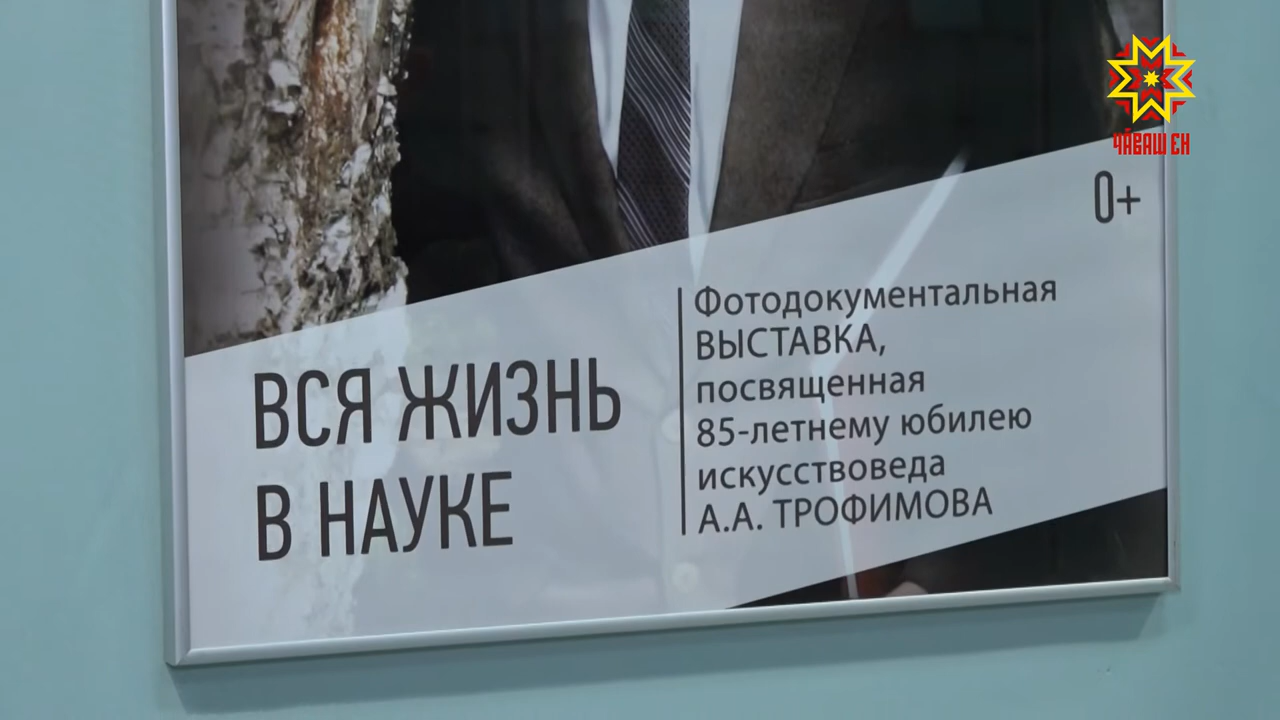 ЧӐВАШ ЕН
0+
ВСЯ ЖИЗНЬ
В НАУКЕ
Фотодокументальная
ВЫСТАВКА,
посвященная
85-летнему юбилею
искусствоведа
А.А. ТРОФИМОВА